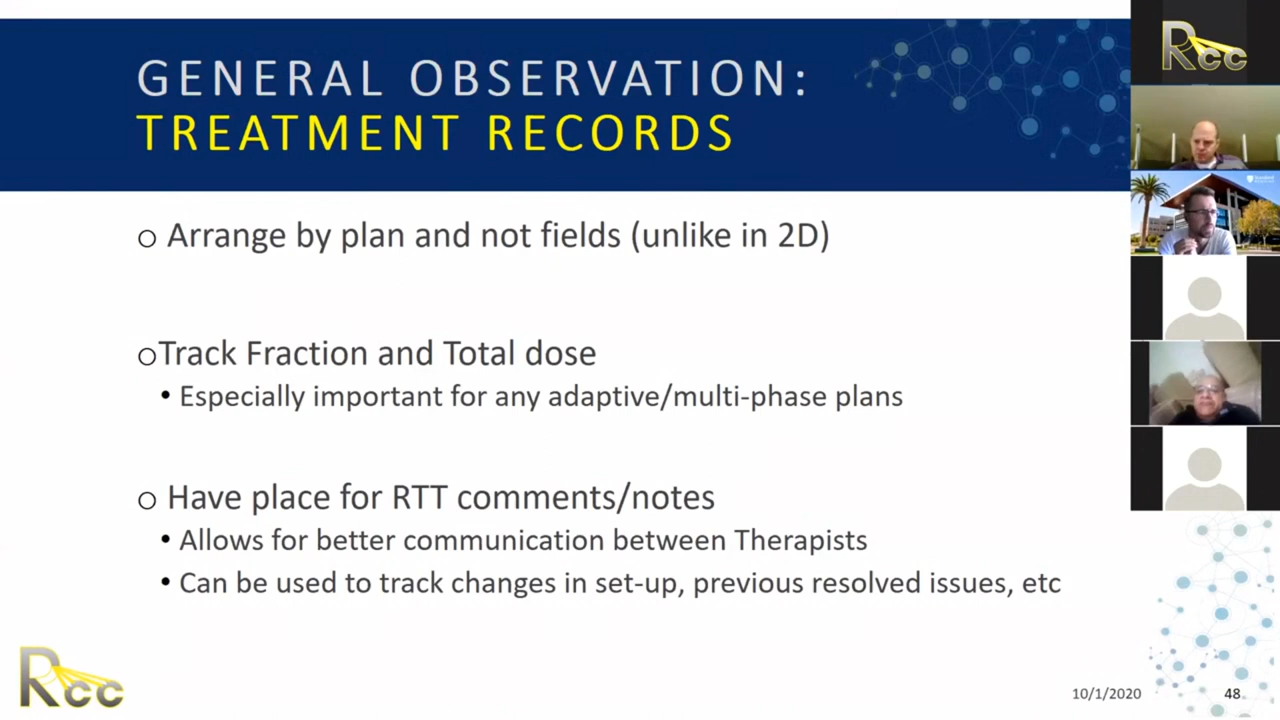 GENERAL OBSERVATION:
TREATMENT RECORDS
o Arrange by plan and not fields (unlike in 2D)
oTrack Fraction and Total dose
• Especially important for any adaptive/multi-phase plans
o Have place for RTT comments/notes
• Allows for better communication between Therapists
• Can be used to track changes in set-up, previous resolved issues, etc
Rcc
10/1/2020
48
Rcc